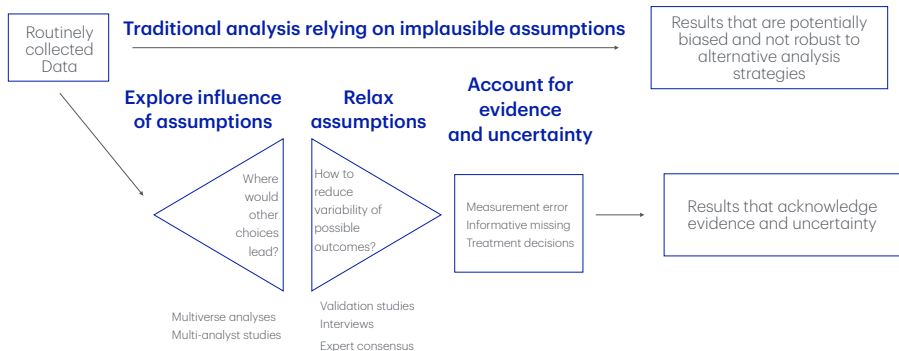 Routinely
collected
Data
Traditional analysis relying on implausible assumptions
Results that are potentially
biased and not robust to
alternative analysis
strategies
Explore influence
of assumptions
Relax
assumptions
Account for
evidence
and uncertainty
Where
would
other
choices
lead?
How to
reduce
variability of
possible
outcomes?
Measurement error
Informative missing
Treatment decisions
Results that acknowledge
evidence and uncertainty
Multiverse analyses
Multi-analyst studies
Validation studies
Interviews
Expert consensus